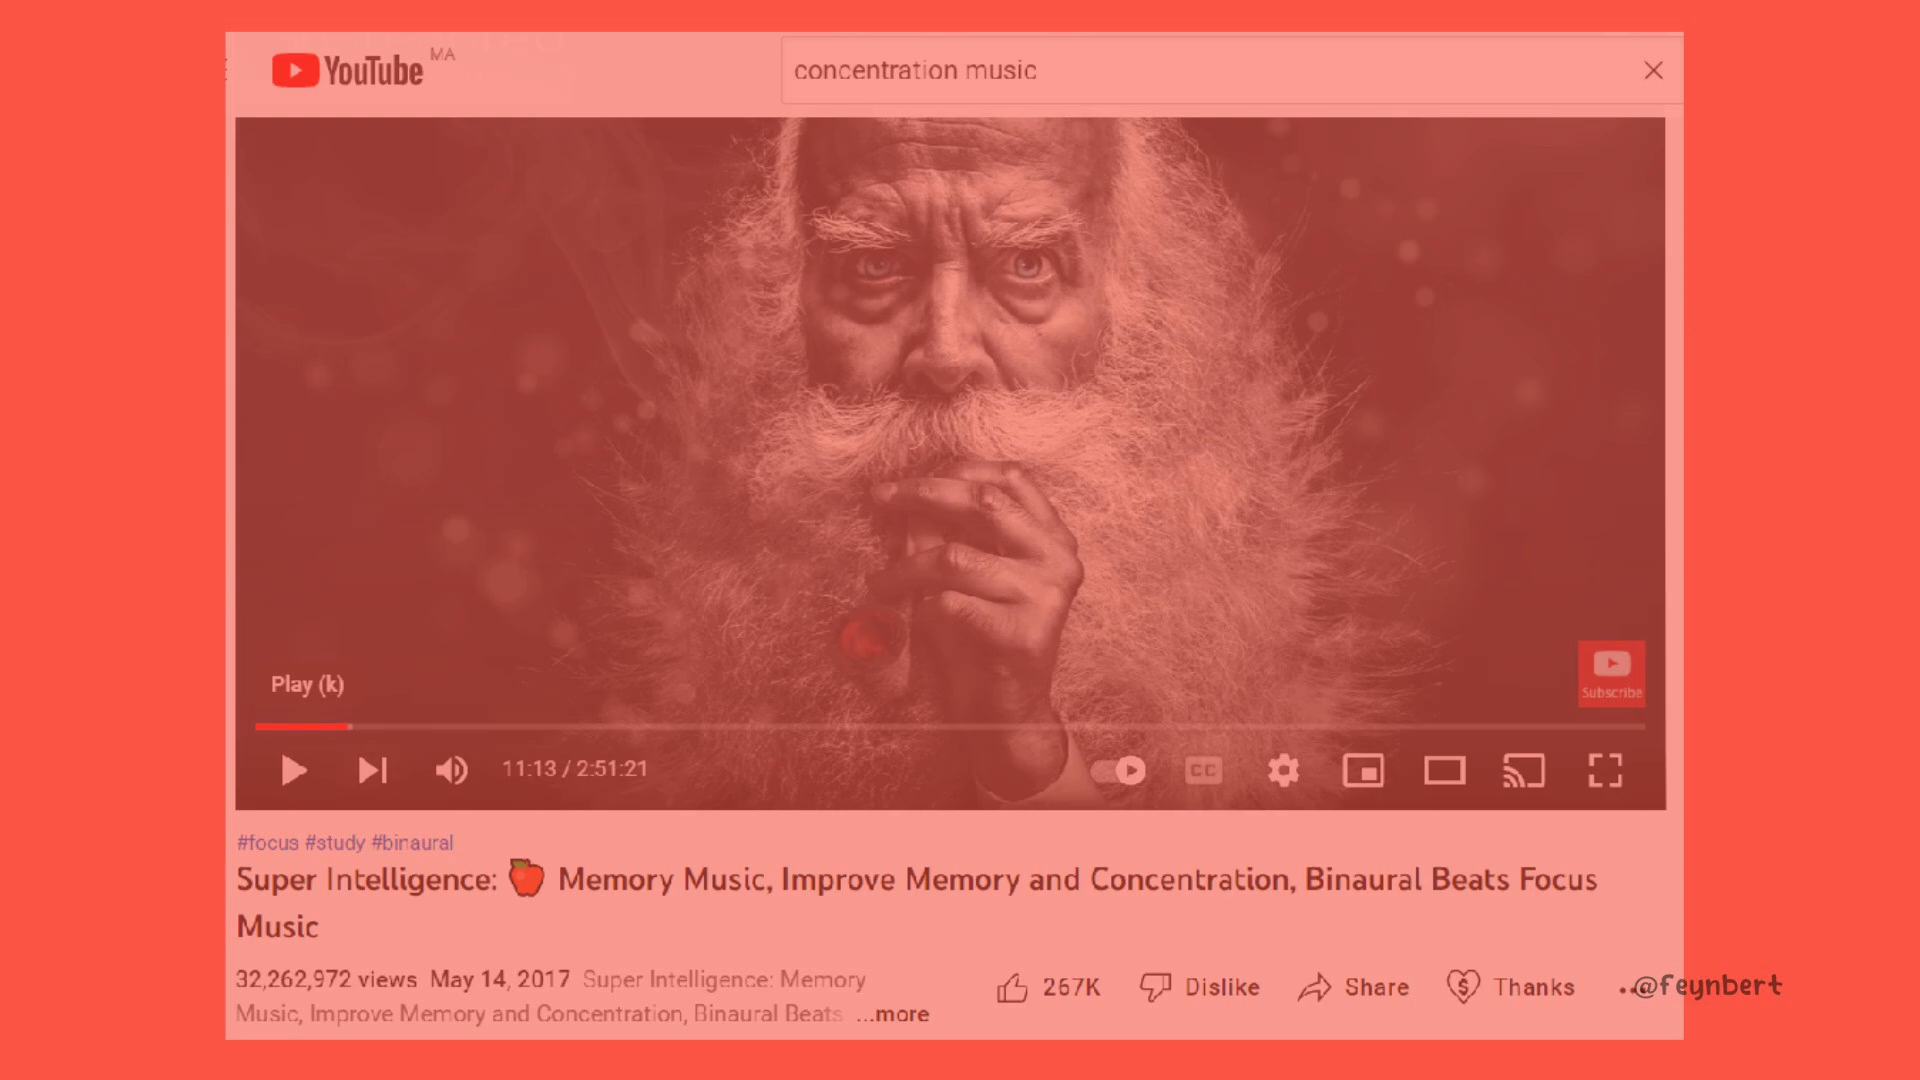 YouTube MA
concentration music
Subscribe
Play (k)
11:13 / 2:51:21
CC
#focus #study #binaural
Super Intelligence: 🍎 Memory Music, Improve Memory and Concentration, Binaural Beats Focus
Music
32,262,972 views May 14, 2017 Super Intelligence: Memory
Music, Improve Memory and Concentration, Binaural Beats ...more
267K Dislike Share Thanks ...
@feynbert